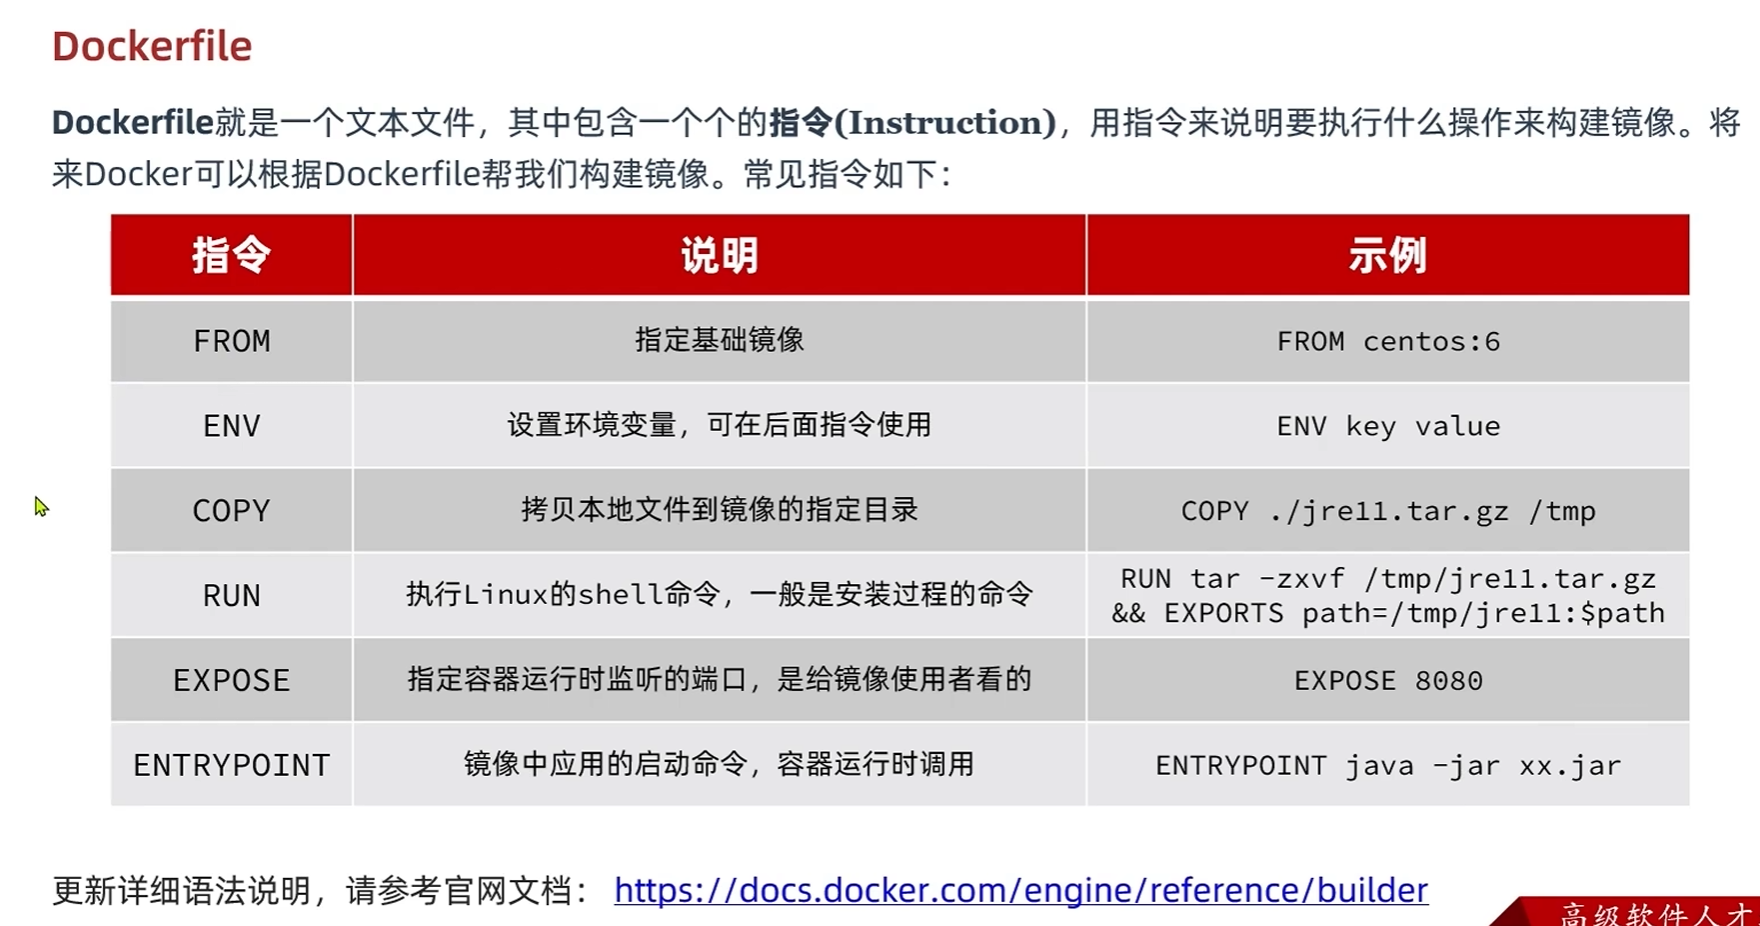 Dockerfile
Dockerfile就是一个文本文件，其中包含一个个的指令(Instruction)，用指令来说明要执行什么操作来构建镜像。将
来Docker可以根据Dockerfile帮我们构建镜像。常见指令如下：
指令 说明 示例
FROM 指定基础镜像 FROM centos:6
ENV 设置环境变量，可在后面指令使用 ENV key value
COPY 拷贝本地文件到镜像的指定目录 COPY ./jre11.tar.gz /tmp
RUN 执行Linux的shell命令，一般是安装过程的命令 RUN tar -zxvf /tmp/jre11.tar.gz
&& EXPORTS path=/tmp/jre11:$path
EXPOSE 指定容器运行时监听的端口，是给镜像使用者看的 EXPOSE 8080
ENTRYPOINT 镜像中应用的启动命令，容器运行时调用 ENTRYPOINT java -jar xx.jar
更新详细语法说明，请参考官网文档： https://docs.docker.com/engine/reference/builder
高级软件人才